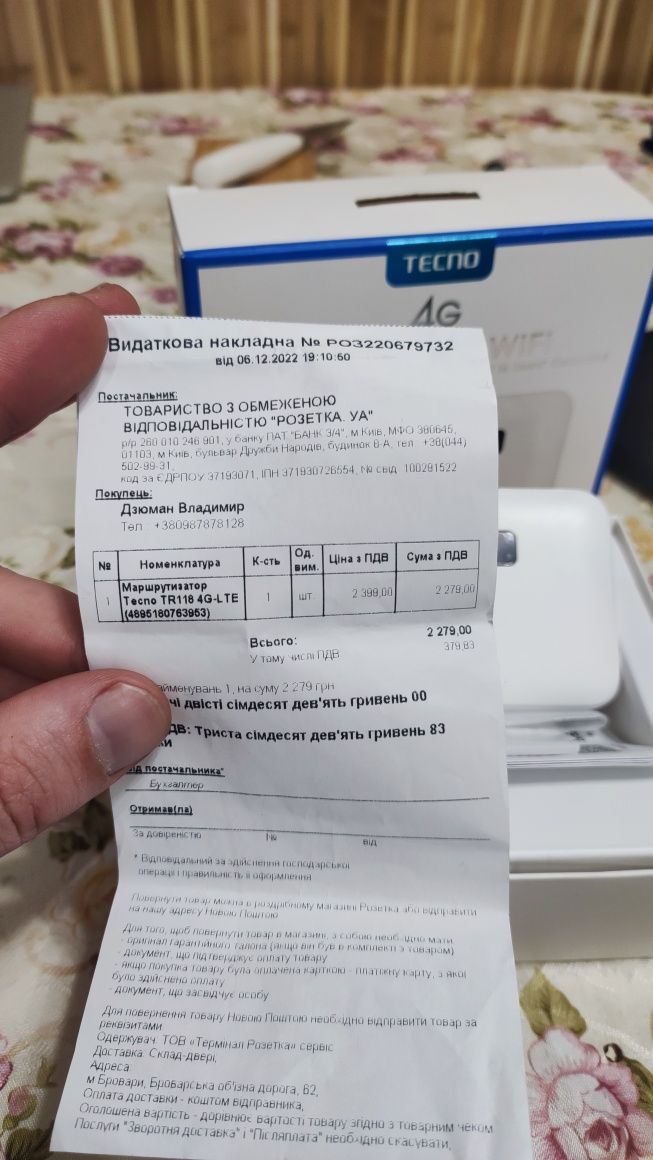 TECNO
4G
WiFi
Видаткова накладна № РОЗ220679732
від 06.12.2022 19:10:50
Постачальник:
ТОВАРИСТВО З ОБМЕЖЕНОЮ
ВІДПОВІДАЛЬНІСТЮ "РОЗЕТКА. УА"
р/р 260 010 246 901, у банку ПАТ "БАНК 3/4", м Київ, МФО 380645,
01103, м Київ, бульвар Дружби Народів, будинок 8-А, тел.: +38(044)
502-99-31,
код за ЄДРПОУ 37193071, ІПН 371930726554, № свід. 100291522
Покупець:
Дзюман Владимир
Тел.: +380987878128
№ Номенклатура К-сть Од. вим. Ціна з ПДВ Сума з ПДВ
1 Маршрутизатор 1 шт. 2 399,00 2 279,00
Tecno TR118 4G-LTE
(4895180763953)
Всього: 2 279,00
У тому числі ПДВ 379,83
айменувань 1, на суму 2 279 грн
чі двісті сімдесят дев'ять гривень 00
ДВ: Триста сімдесят дев'ять гривень 83
ки
від постачальника*
Бухгалтер
Отримав(ла)
За довіреністю № від
* Відповідальний за здійснення господарської
операції і правильність її оформлення
Повернути товар можна в роздрібному магазині Розетка або відправити
на нашу адресу Новою Поштою
Для того, щоб повернути товар в магазині, з собою необхідно мати:
- оригінал гарантійного талона (якщо він був в комплекті з товаром)
- документ, що підтверджує оплату товару
- якщо покупка товару була оплачена карткою - платіжну карту, з якої
було здійснено оплату
- документ, що засвідчує особу
Для повернення товару Новою Поштою необхідно відправити товар за
реквізитами:
Одержувач: ТОВ «Термінал Розетка» сервіс
Доставка: Склад-двері,
Адреса:
м Бровари, Броварська об'їзна дорога, 62,
Оплата доставки - коштом відправника,
Оголошена вартість - дорівнює вартості товару згідно з товарним чеком
Послуги "Зворотня доставка" і "Післяплата" необхідно скасувати,